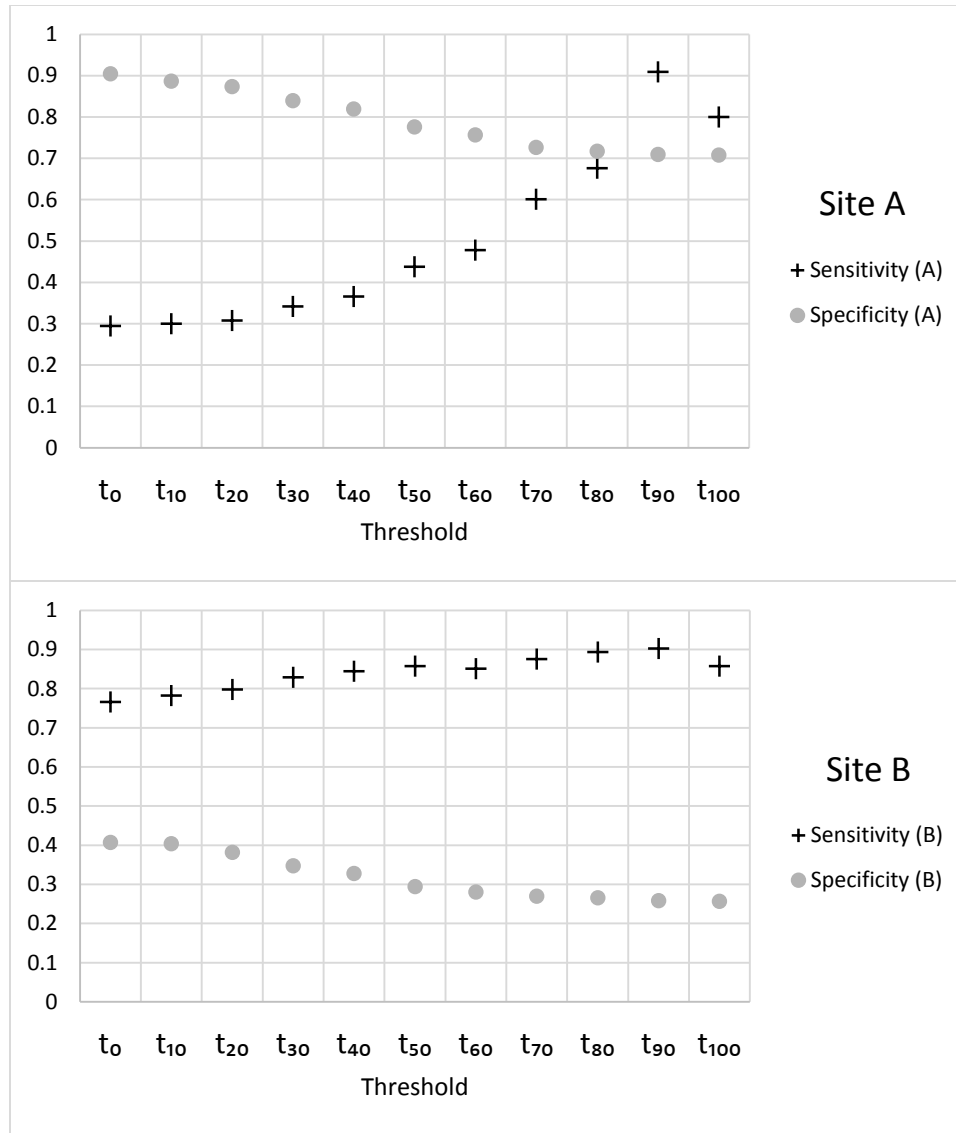 1
0.9
0.8
0.7
0.6
0.5
0.4
0.3
0.2
0.1
0
t₀ t₁₀ t₂₀ t₃₀ t₄₀ t₅₀ t₆₀ t₇₀ t₈₀ t₉₀ t₁₀₀
Threshold
Site A
Sensitivity (A)
Specificity (A)
1
0.9
0.8
0.7
0.6
0.5
0.4
0.3
0.2
0.1
0
t₀ t₁₀ t₂₀ t₃₀ t₄₀ t₅₀ t₆₀ t₇₀ t₈₀ t₉₀ t₁₀₀
Threshold
Site B
Sensitivity (B)
Specificity (B)